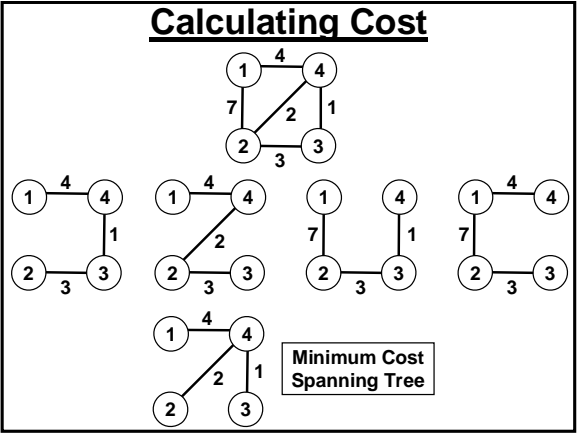 Calculating Cost
4
1 4
7 2 1
2 3
3
4 4 4
1 4 1 4 1 4 1 4
1 2 7 1 7
2 3 2 3 2 3 2 3
3 3 3 3
4
1 4
2 1
2 3
Minimum Cost
Spanning Tree